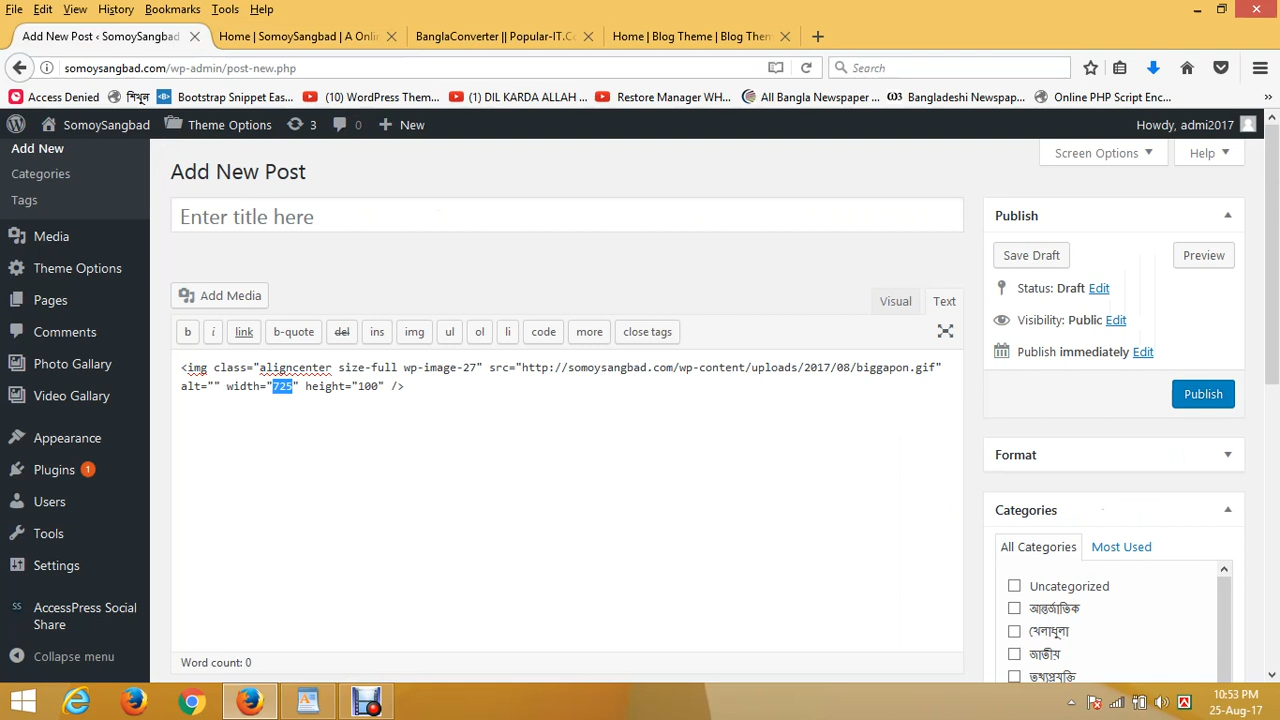 File Edit View History Bookmarks Tools Help
Add New Post ‹ SomoySangbad × Home | SomoySangbad | A Onli × BanglaConverter || Popular-IT.Co × Home | Blog Theme | Blog Them × +
somoysangbad.com/wp-admin/post-new.php Search
Access Denied শিখুন Bootstrap Snippet Eas... (10) WordPress Them... (1) DIL KARDA ALLAH ... Restore Manager WH... All Bangla Newspaper ... Bangladeshi Newspap... Online PHP Script Enc...
SomoySangbad Theme Options 3 0 New Howdy, admi2017
Add New
Categories
Tags
Media
Theme Options
Pages
Comments
Photo Gallery
Video Gallery
Appearance
Plugins 1
Users
Tools
Settings
AccessPress Social
Share
Collapse menu
Screen Options Help
Add New Post
Enter title here
Add Media
Visual Text
b i link b-quote del ins img ul ol li code more close tags
<img class="aligncenter size-full wp-image-27" src="http://somoysangbad.com/wp-content/uploads/2017/08/biggapon.gif"
alt="" width="725" height="100" />
Word count: 0
Publish
Save Draft Preview
Status: Draft Edit
Visibility: Public Edit
Publish immediately Edit
Publish
Format
Categories
All Categories Most Used
Uncategorized
আন্তর্জাতিক
খেলাধুলা
জাতীয়
তথ্যপ্রযুক্তি
10:53 PM
25-Aug-17